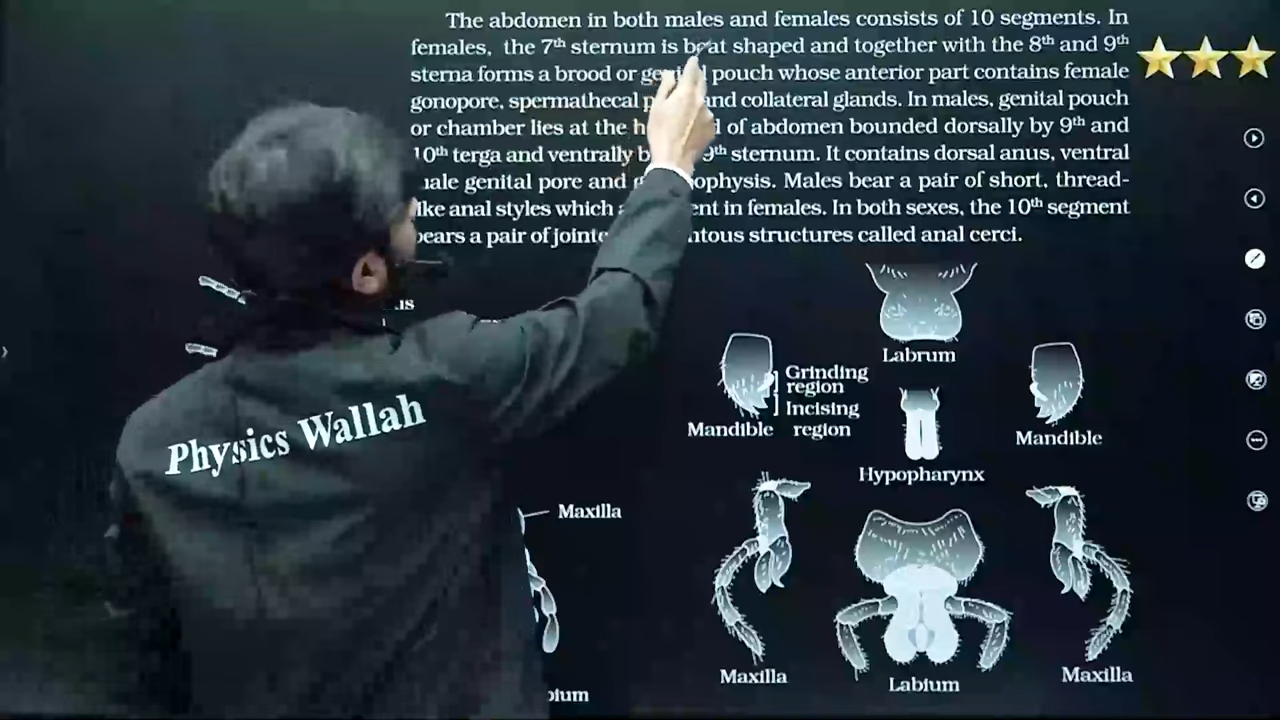 The abdomen in both males and females consists of 10 segments. In
females, the 7th sternum is boat shaped and together with the 8th and 9th
sterna forms a brood or genital pouch whose anterior part contains female
gonopore, spermathecal and collateral glands. In males, genital pouch
or chamber lies at the of abdomen bounded dorsally by 9th and
10th terga and ventrally 9th sternum. It contains dorsal anus, ventral
genital pore and Males bear a pair of short, thread-
anal styles which in females. In both sexes, the 10th segment
bears a pair of structures called anal cerci.
Labrum
Grinding
region
Incising
region
Mandible
Mandible
Hypopharynx
Physics Wallah
Maxilla
Maxilla
Labium
Maxilla